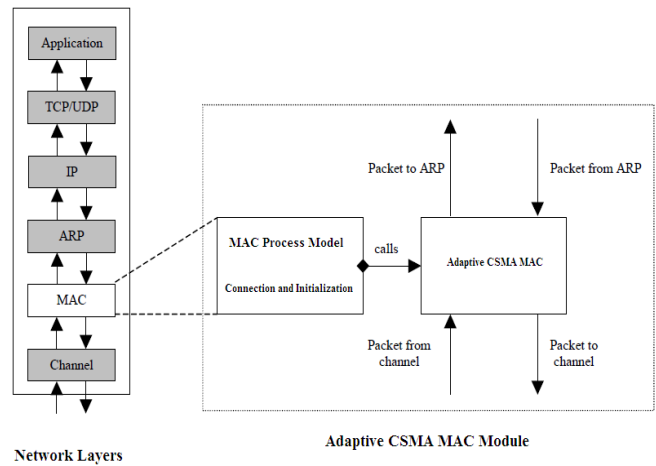 Application
TCP/UDP
IP
ARP
MAC
Channel
Network Layers
Packet to ARP
Packet from ARP
MAC Process Model
Connection and Initialization
calls
Adaptive CSMA MAC
Packet from
channel
Packet to
channel
Adaptive CSMA MAC Module